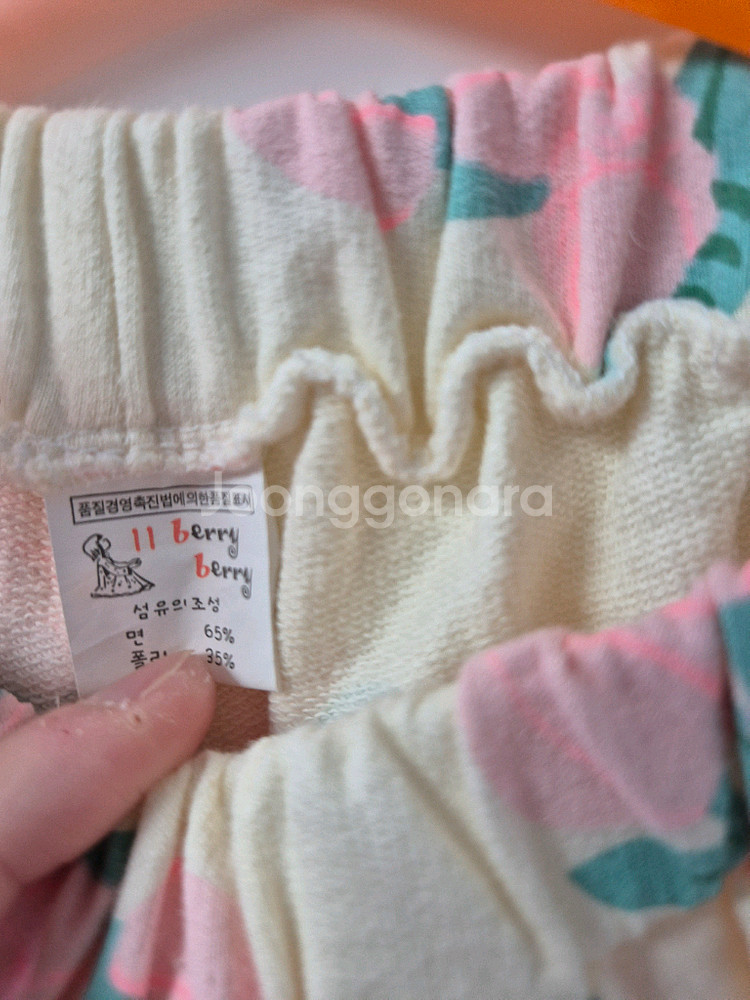 품질경영촉진법에의한품질표시
11 berry
berry
섬유의조성
면 65%
폴리 35%
Joonggonara